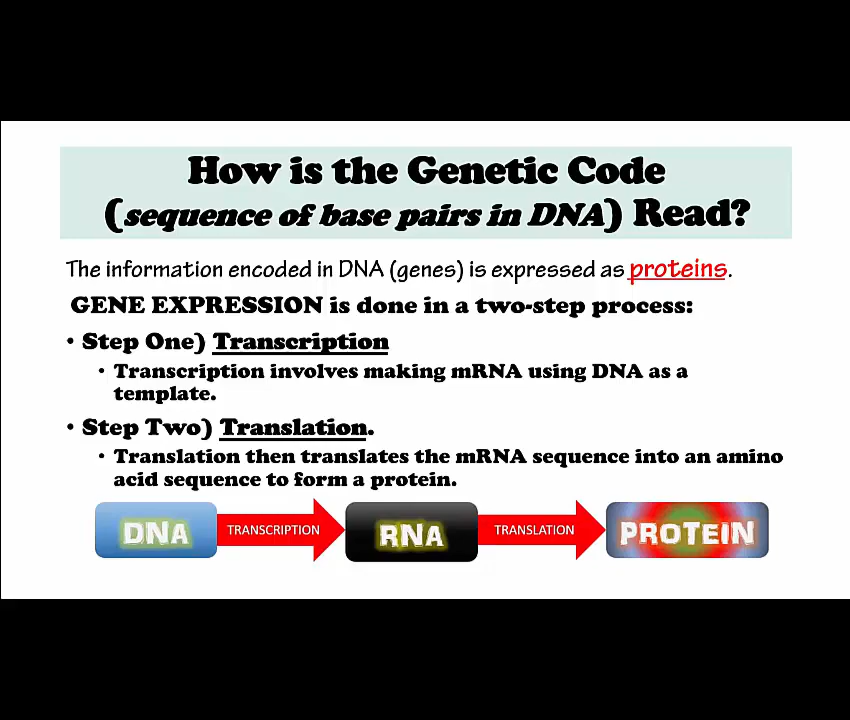 How is the Genetic Code
(sequence of base pairs in DNA) Read?
The information encoded in DNA (genes) is expressed as proteins.
GENE EXPRESSION is done in a two-step process:
• Step One) Transcription
• Transcription involves making mRNA using DNA as a
template.
• Step Two) Translation.
• Translation then translates the mRNA sequence into an amino
acid sequence to form a protein.
DNA TRANSCRIPTION RNA TRANSLATION PROTEIN